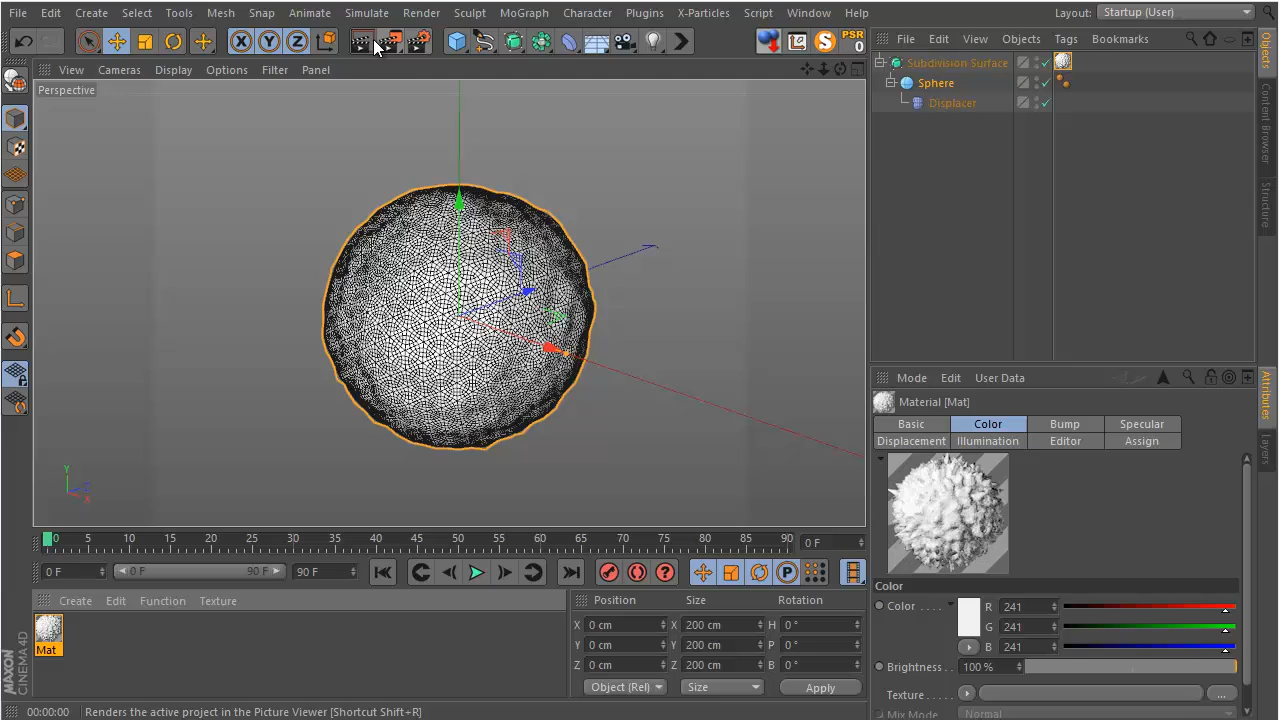 File Edit Create Select Tools Mesh Snap Animate Simulate Render Sculpt MoGraph Character Plugins X-Particles Script Window Help Layout: Startup (User)
PSR
0
File Edit View Objects Tags Bookmarks
View Cameras Display Options Filter Panel
Perspective
Subdivision Surface
Sphere
Displacer
Objects
Content Browser
Structure
Y
Z
X
Mode Edit User Data
Material [Mat]
Basic Color Bump Specular
Displacement Illumination Editor Assign
Attributes
Layers
0 5 10 15 20 25 30 35 40 45 50 55 60 65 70 75 80 85 90 0 F
0 F 0 F 90 F 90 F
Create Edit Function Texture
Mat
Position Size Rotation
X 0 cm X 200 cm H 0 °
Y 0 cm Y 200 cm P 0 °
Z 0 cm Z 200 cm B 0 °
Object (Rel) Size Apply
Color
Color .... R 241
G 241
B 241
Brightness.. 100 %
Texture..... ...
Mix Mode Normal
MAXON
CINEMA 4D
00:00:00 Renders the active project in the Picture Viewer [Shortcut Shift+R]